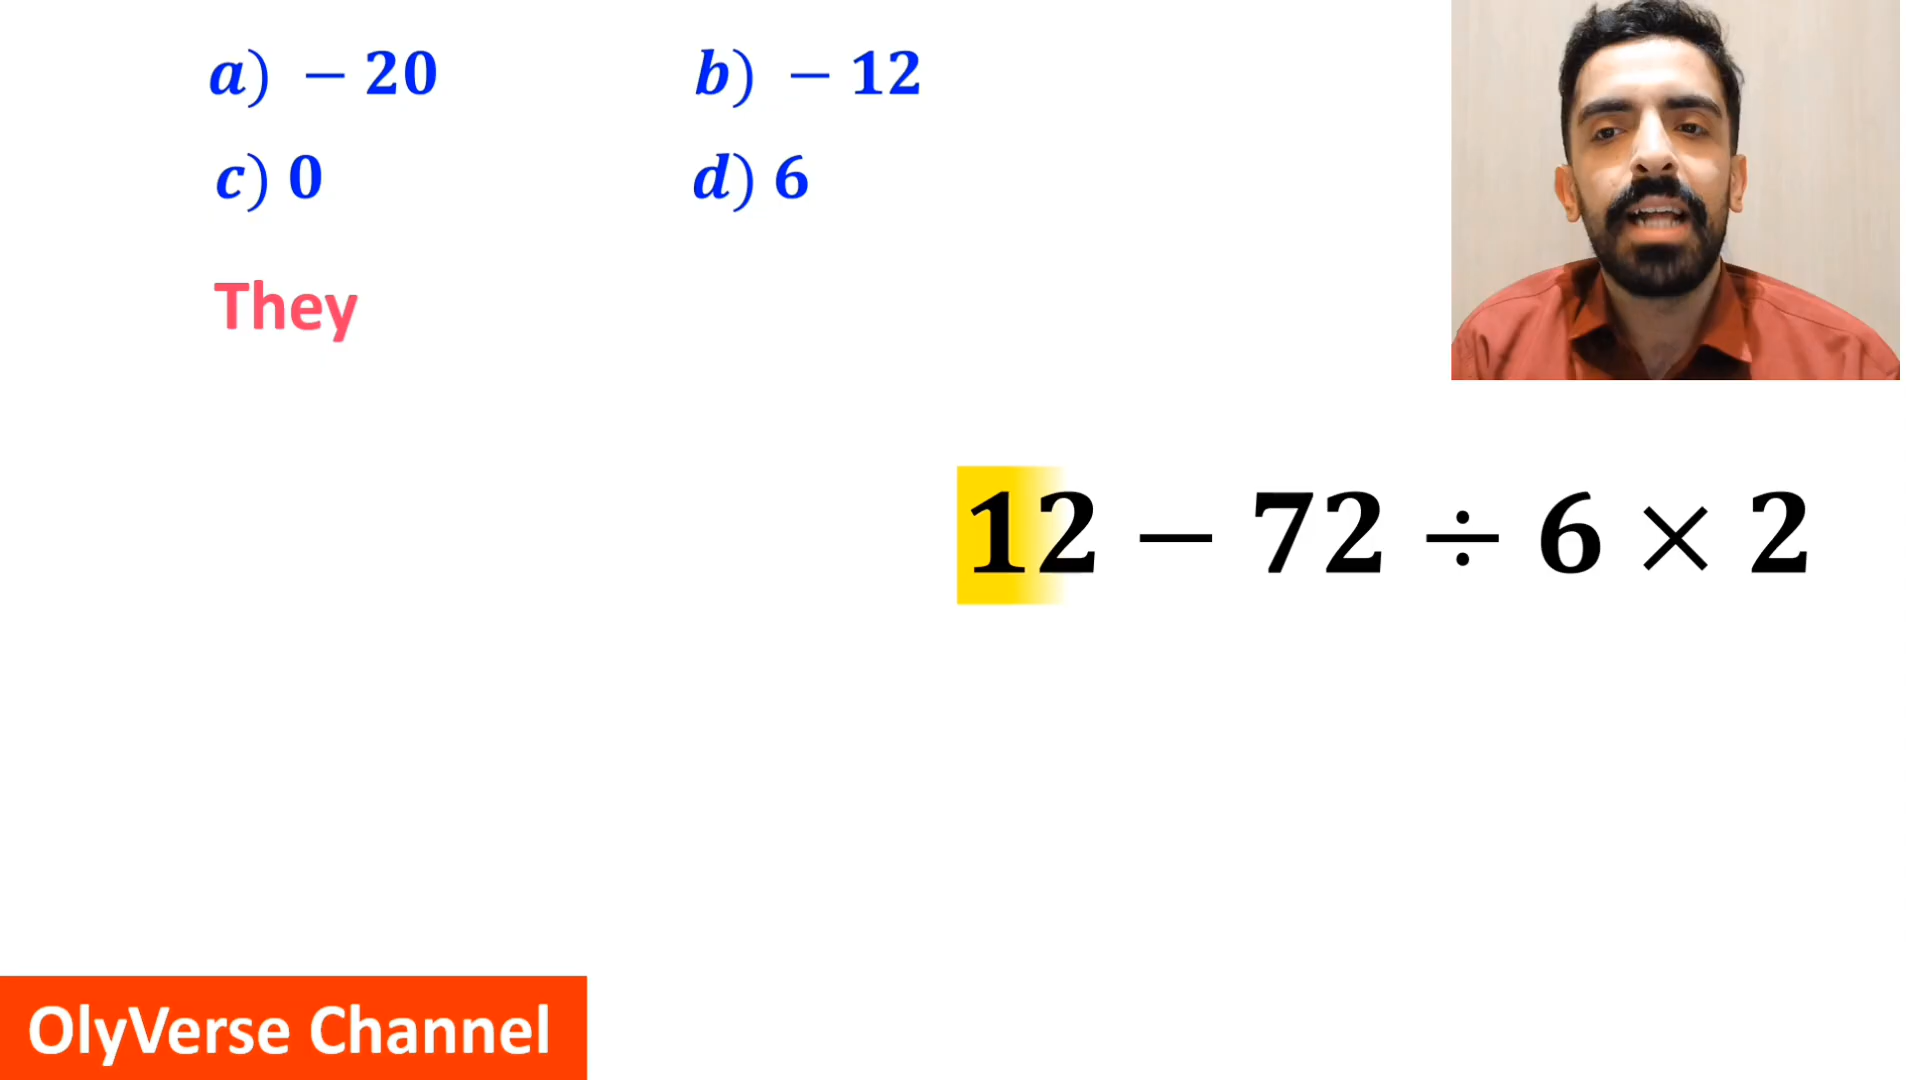 a) − 20 b) − 12
c) 0 d) 6
They
12 − 72 ÷ 6 × 2
OlyVerse Channel